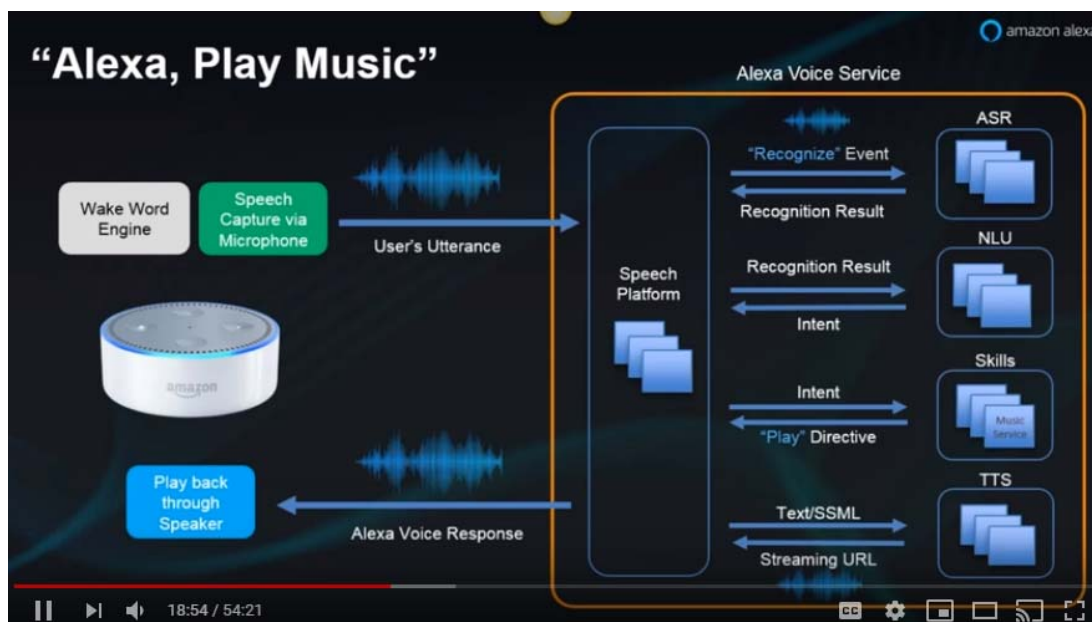 amazon alexa
“Alexa, Play Music”
Alexa Voice Service
ASR
“Recognize” Event
Recognition Result
Wake Word
Engine
Speech
Capture via
Microphone
User's Utterance
NLU
Recognition Result
Intent
Speech
Platform
amazon
Skills
Intent
“Play” Directive
Music
Service
TTS
Play back
through
Speaker
Alexa Voice Response
Text/SSML
Streaming URL
18:54 / 54:21
CC